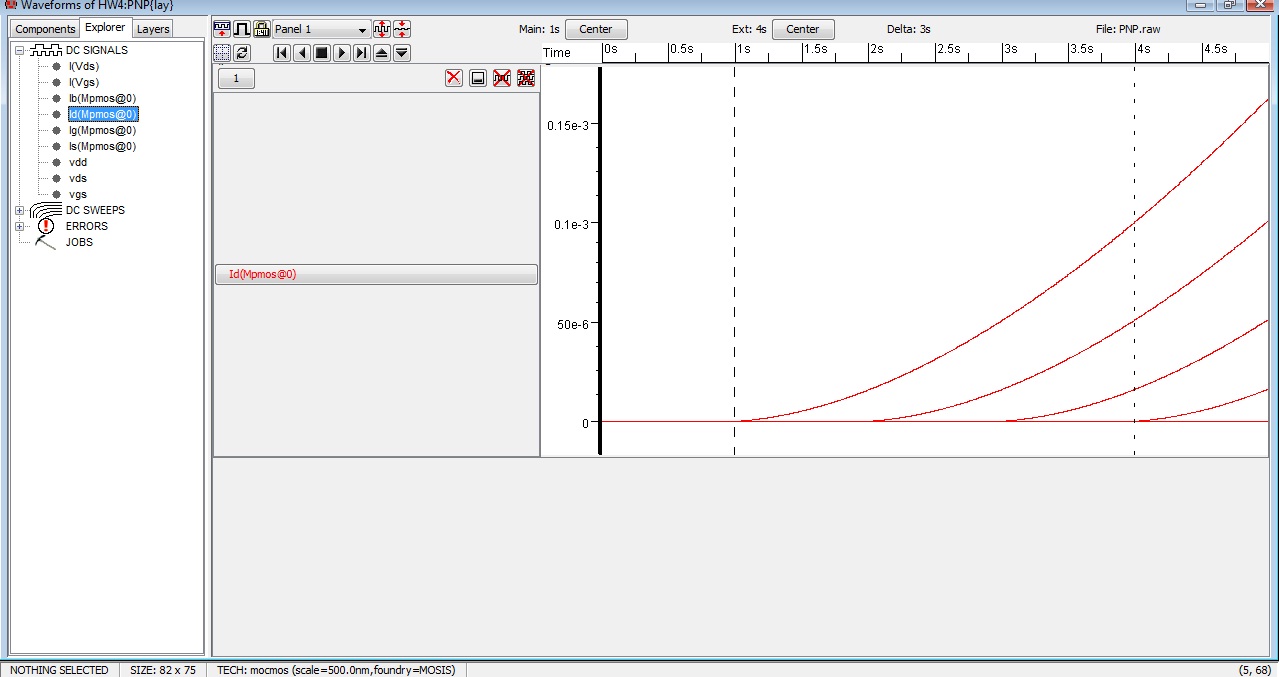 Waveforms of HW4:PNP{lay}
Components Explorer Layers
DC SIGNALS
I(Vds)
I(Vgs)
Ib(Mpmos@0)
Id(Mpmos@0)
Ig(Mpmos@0)
Is(Mpmos@0)
vdd
vds
vgs
DC SWEEPS
ERRORS
JOBS
Panel 1
Main: 1s Center Ext: 4s Center Delta: 3s File: PNP.raw
Time 0s 0.5s 1s 1.5s 2s 2.5s 3s 3.5s 4s 4.5s
1
Id(Mpmos@0)
0.15e-3
0.1e-3
50e-6
0
NOTHING SELECTED SIZE: 82 x 75 TECH: mocmos (scale=500.0nm,foundry=MOSIS) (5, 68)